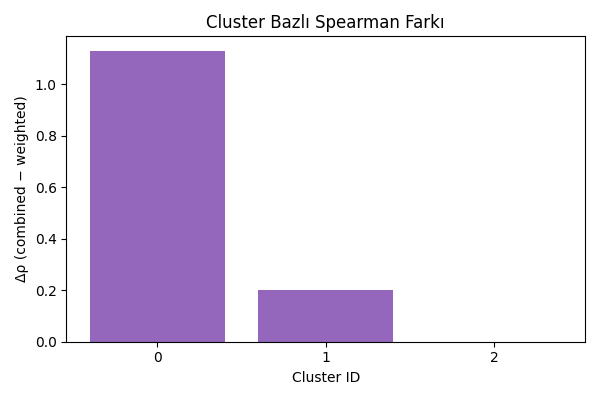 Cluster Bazlı Spearman Farkı
Δρ (combined − weighted)
1.0
0.8
0.6
0.4
0.2
0.0
0 1 2
Cluster ID